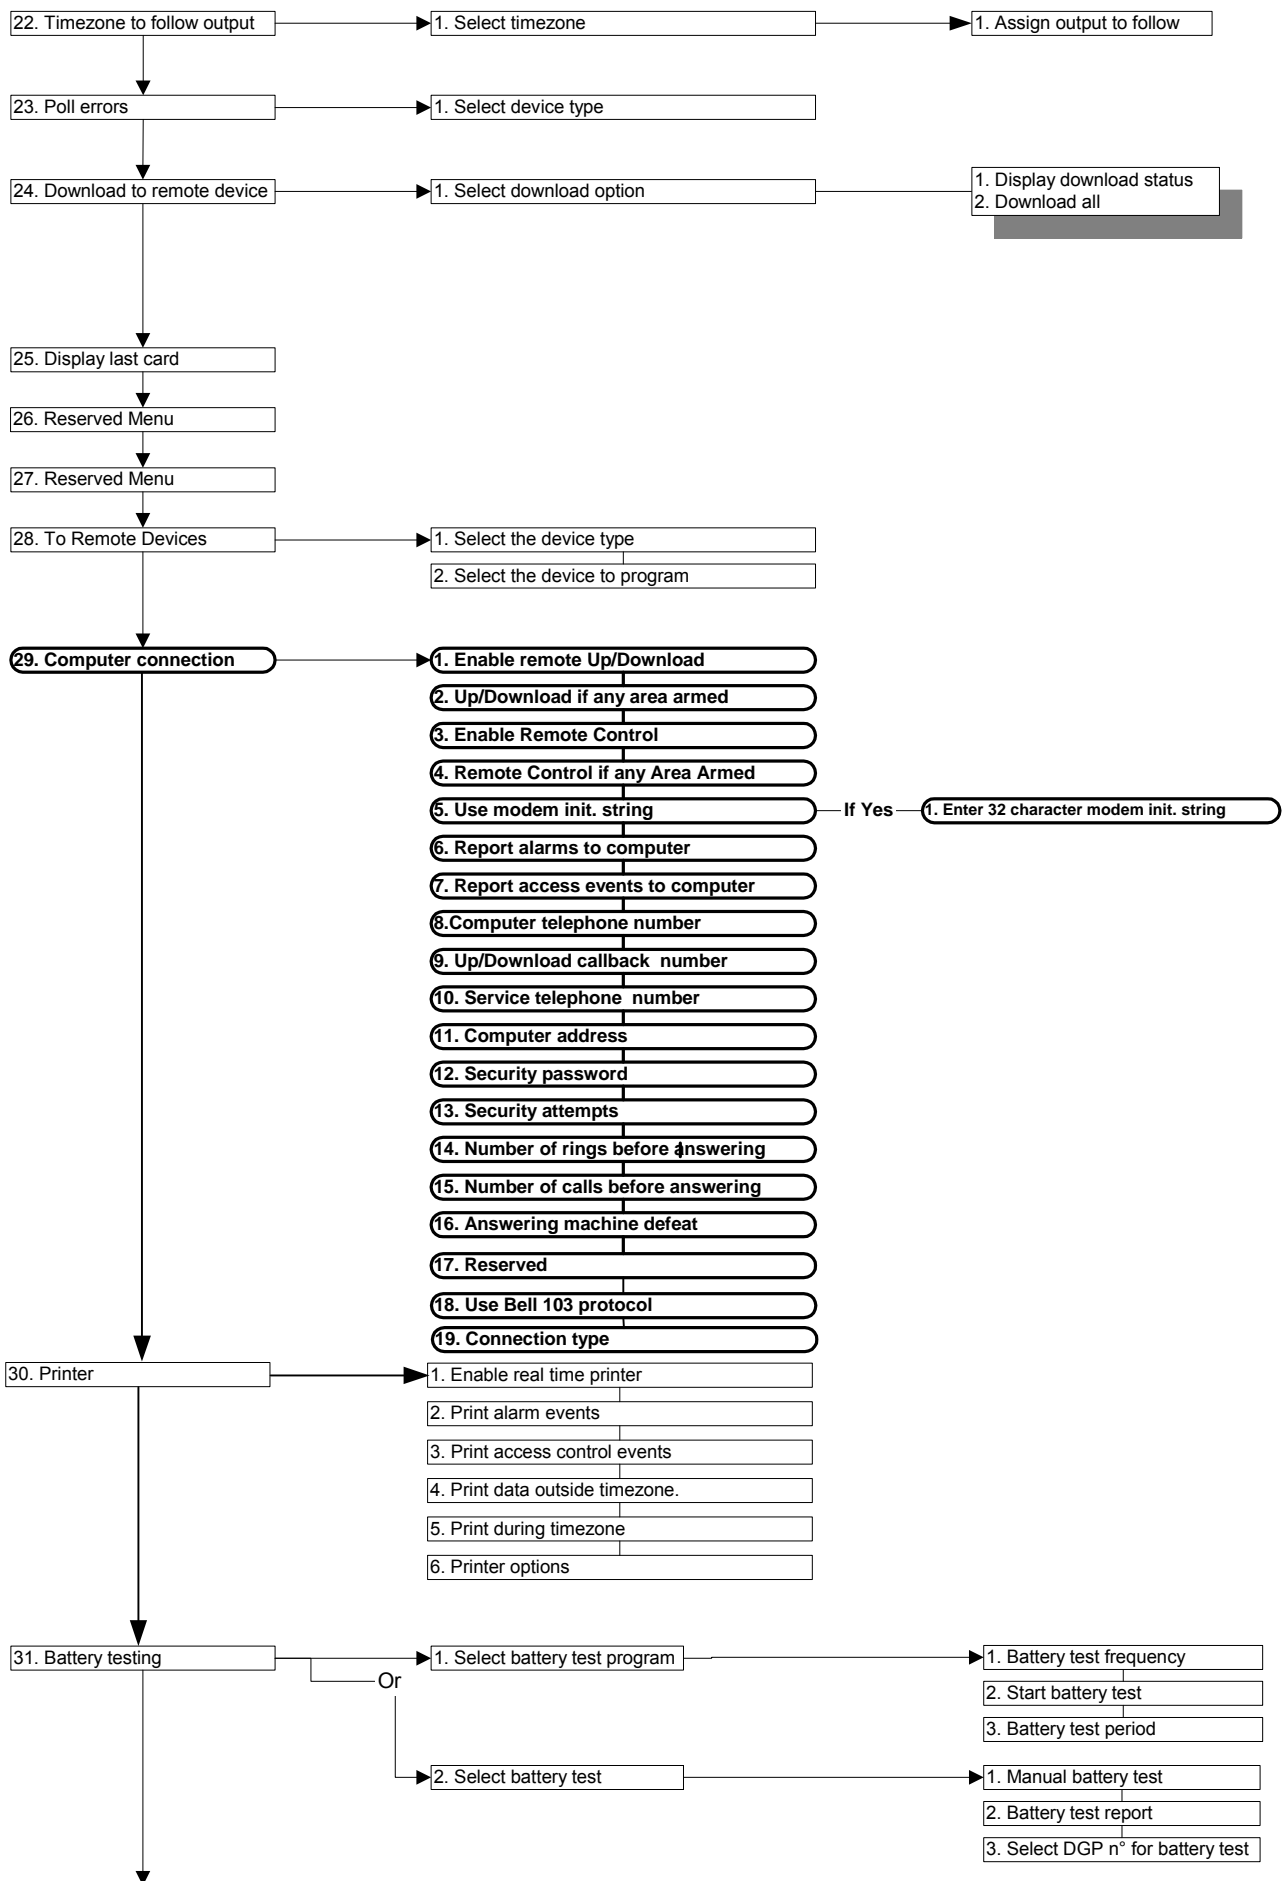 22. Timezone to follow output
1. Select timezone
1. Assign output to follow
23. Poll errors
1. Select device type
24. Download to remote device
1. Select download option
1. Display download status
2. Download all
25. Display last card
26. Reserved Menu
27. Reserved Menu
28. To Remote Devices
1. Select the device type
2. Select the device to program
29. Computer connection
1. Enable remote Up/Download
2. Up/Download if any area armed
3. Enable Remote Control
4. Remote Control if any Area Armed
5. Use modem init. string
If Yes
1. Enter 32 character modem init. string
6. Report alarms to computer
7. Report access events to computer
8.Computer telephone number
9. Up/Download callback  number
10. Service telephone  number
11. Computer address
12. Security password
13. Security attempts
14. Number of rings before answering
15. Number of calls before answering
16. Answering machine defeat
17. Reserved
18. Use Bell 103 protocol
19. Connection type
30. Printer
1. Enable real time printer
2. Print alarm events
3. Print access control events
4. Print data outside timezone.
5. Print during timezone
6. Printer options
31. Battery testing
Or
1. Select battery test program
1. Battery test frequency
2. Start battery test
3. Battery test period
2. Select battery test
1. Manual battery test
2. Battery test report
3. Select DGP n° for battery test